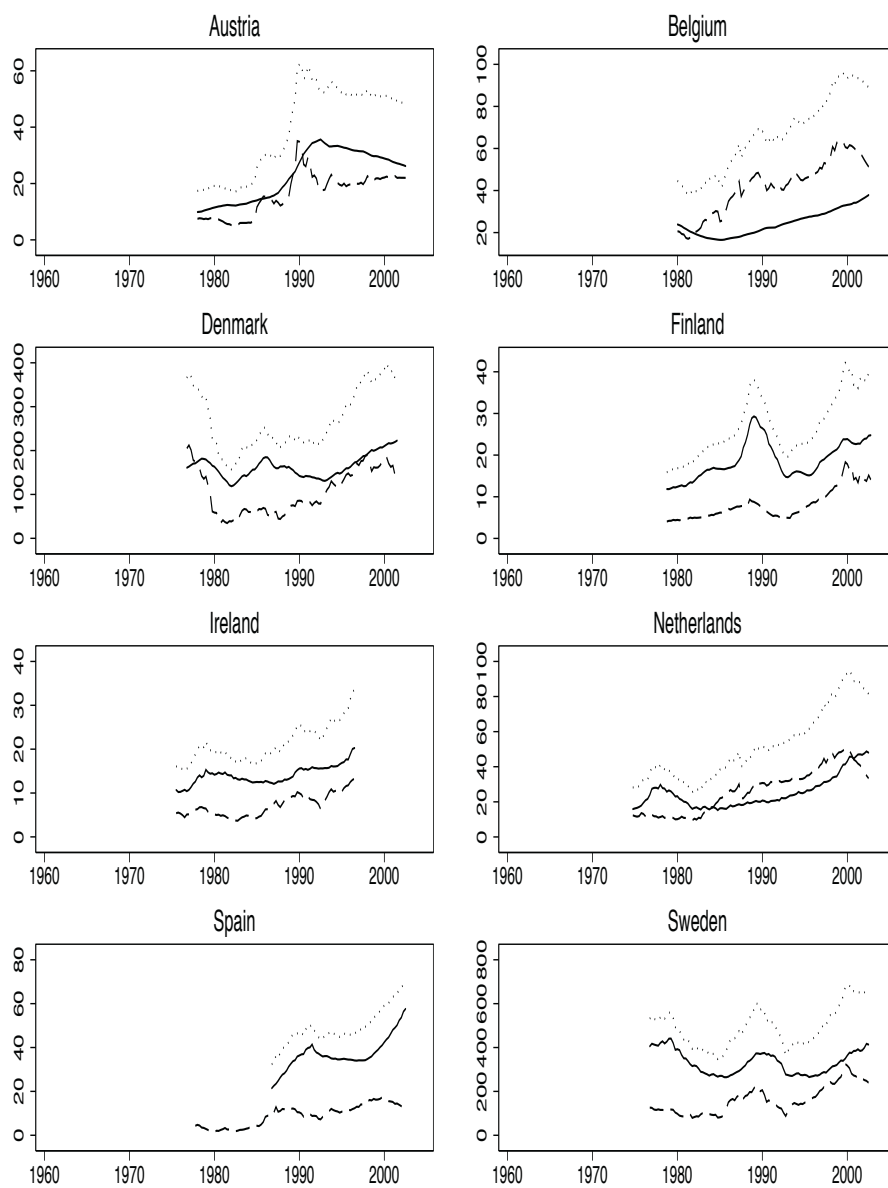 Austria
0 20 40 60
1960 1970 1980 1990 2000
Belgium
20 40 60 80 100
1960 1970 1980 1990 2000
Denmark
0 100 200 300 400
1960 1970 1980 1990 2000
Finland
0 10 20 30 40
1960 1970 1980 1990 2000
Ireland
0 10 20 30 40
1960 1970 1980 1990 2000
Netherlands
0 20 40 60 80 100
1960 1970 1980 1990 2000
Spain
0 20 40 60 80
1960 1970 1980 1990 2000
Sweden
0 200 400 600 800
1960 1970 1980 1990 2000